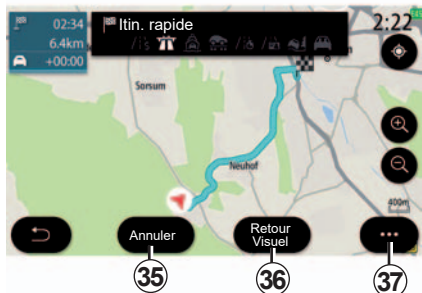 02:34
6.4km
+00:00
Itin. rapide
2:22
Sorsum
Neuhof
400m
Annuler
Retour
Visuel
35
36
37